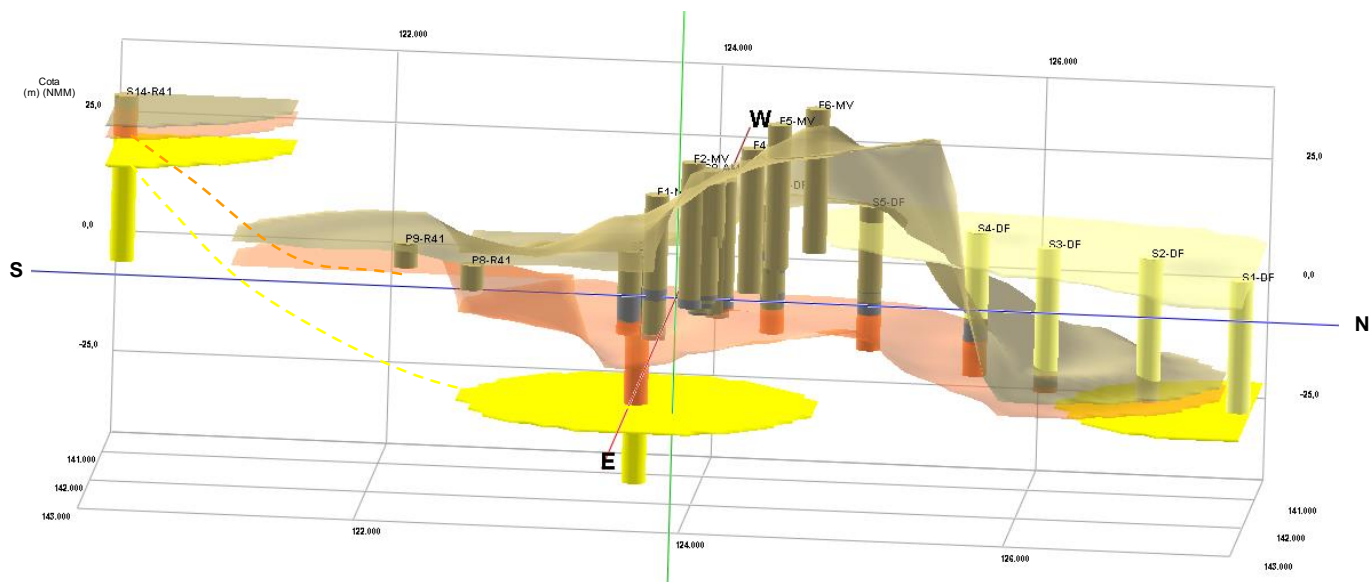 122.000
124.000
126.000
Cota
(m) (NMM)
S14-R41
25,0
F6-MV
W
F5-MV
F4
F2-MV
25,0
DF
F1-
S5-DF
0,0
P9-R41
S4-DF
S3-DF
S2-DF
P8-R41
S
0,0
S1-DF
N
-25,0
-25,0
141.000
E
142.000
143.000
122.000
124.000
126.000
141.000
142.000
143.000